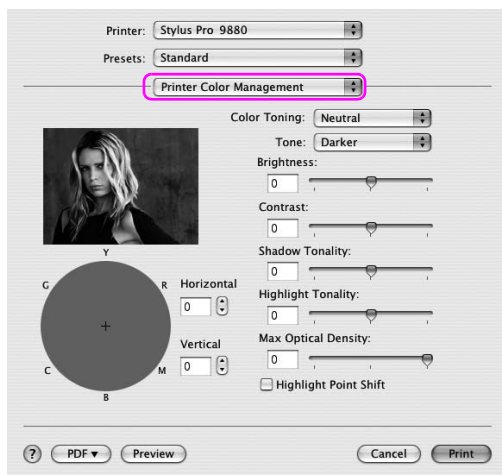 Printer: Stylus Pro 9880
Presets: Standard
Printer Color Management
Color Toning: Neutral
Tone: Darker
Brightness:
0
Contrast:
0
Shadow Tonality:
0
Highlight Tonality:
0
Max Optical Density:
0
Highlight Point Shift
Y
G R
C M
B
Horizontal
0
Vertical
0
? PDF ▼ Preview Cancel Print